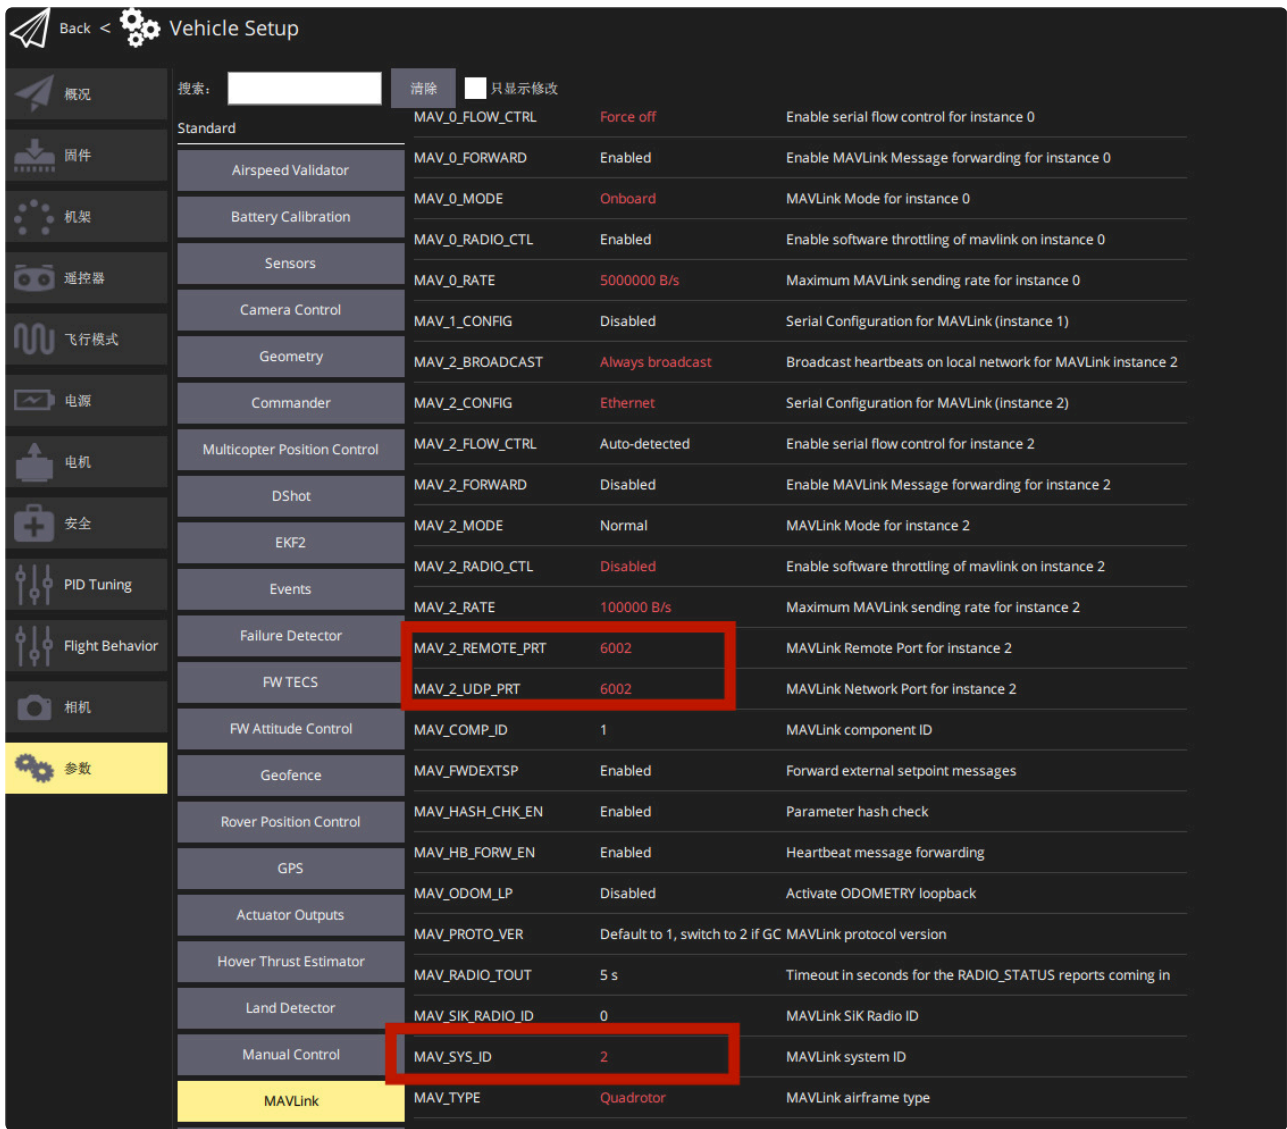 Back < Vehicle Setup
概况
固件
机架
遥控器
飞行模式
电源
电机
安全
PID Tuning
Flight Behavior
相机
参数
搜索: 清除 只显示修改
Standard
Airspeed Validator
Battery Calibration
Sensors
Camera Control
Geometry
Commander
Multicopter Position Control
DShot
EKF2
Events
Failure Detector
FW TECS
FW Attitude Control
Geofence
Rover Position Control
GPS
Actuator Outputs
Hover Thrust Estimator
Land Detector
Manual Control
MAVLink
MAV_0_FLOW_CTRL Force off Enable serial flow control for instance 0
MAV_0_FORWARD Enabled Enable MAVLink Message forwarding for instance 0
MAV_0_MODE Onboard MAVLink Mode for instance 0
MAV_0_RADIO_CTL Enabled Enable software throttling of mavlink on instance 0
MAV_0_RATE 5000000 B/s Maximum MAVLink sending rate for instance 0
MAV_1_CONFIG Disabled Serial Configuration for MAVLink (instance 1)
MAV_2_BROADCAST Always broadcast Broadcast heartbeats on local network for MAVLink instance 2
MAV_2_CONFIG Ethernet Serial Configuration for MAVLink (instance 2)
MAV_2_FLOW_CTRL Auto-detected Enable serial flow control for instance 2
MAV_2_FORWARD Disabled Enable MAVLink Message forwarding for instance 2
MAV_2_MODE Normal MAVLink Mode for instance 2
MAV_2_RADIO_CTL Disabled Enable software throttling of mavlink on instance 2
MAV_2_RATE 100000 B/s Maximum MAVLink sending rate for instance 2
MAV_2_REMOTE_PRT 6002 MAVLink Remote Port for instance 2
MAV_2_UDP_PRT 6002 MAVLink Network Port for instance 2
MAV_COMP_ID 1 MAVLink component ID
MAV_FWDEXTSP Enabled Forward external setpoint messages
MAV_HASH_CHK_EN Enabled Parameter hash check
MAV_HB_FORW_EN Enabled Heartbeat message forwarding
MAV_ODOM_LP Disabled Activate ODOMETRY loopback
MAV_PROTO_VER Default to 1, switch to 2 if GC MAVLink protocol version
MAV_RADIO_TOUT 5 s Timeout in seconds for the RADIO_STATUS reports coming in
MAV_SIK_RADIO_ID 0 MAVLink SiK Radio ID
MAV_SYS_ID 2 MAVLink system ID
MAV_TYPE Quadrotor MAVLink airframe type